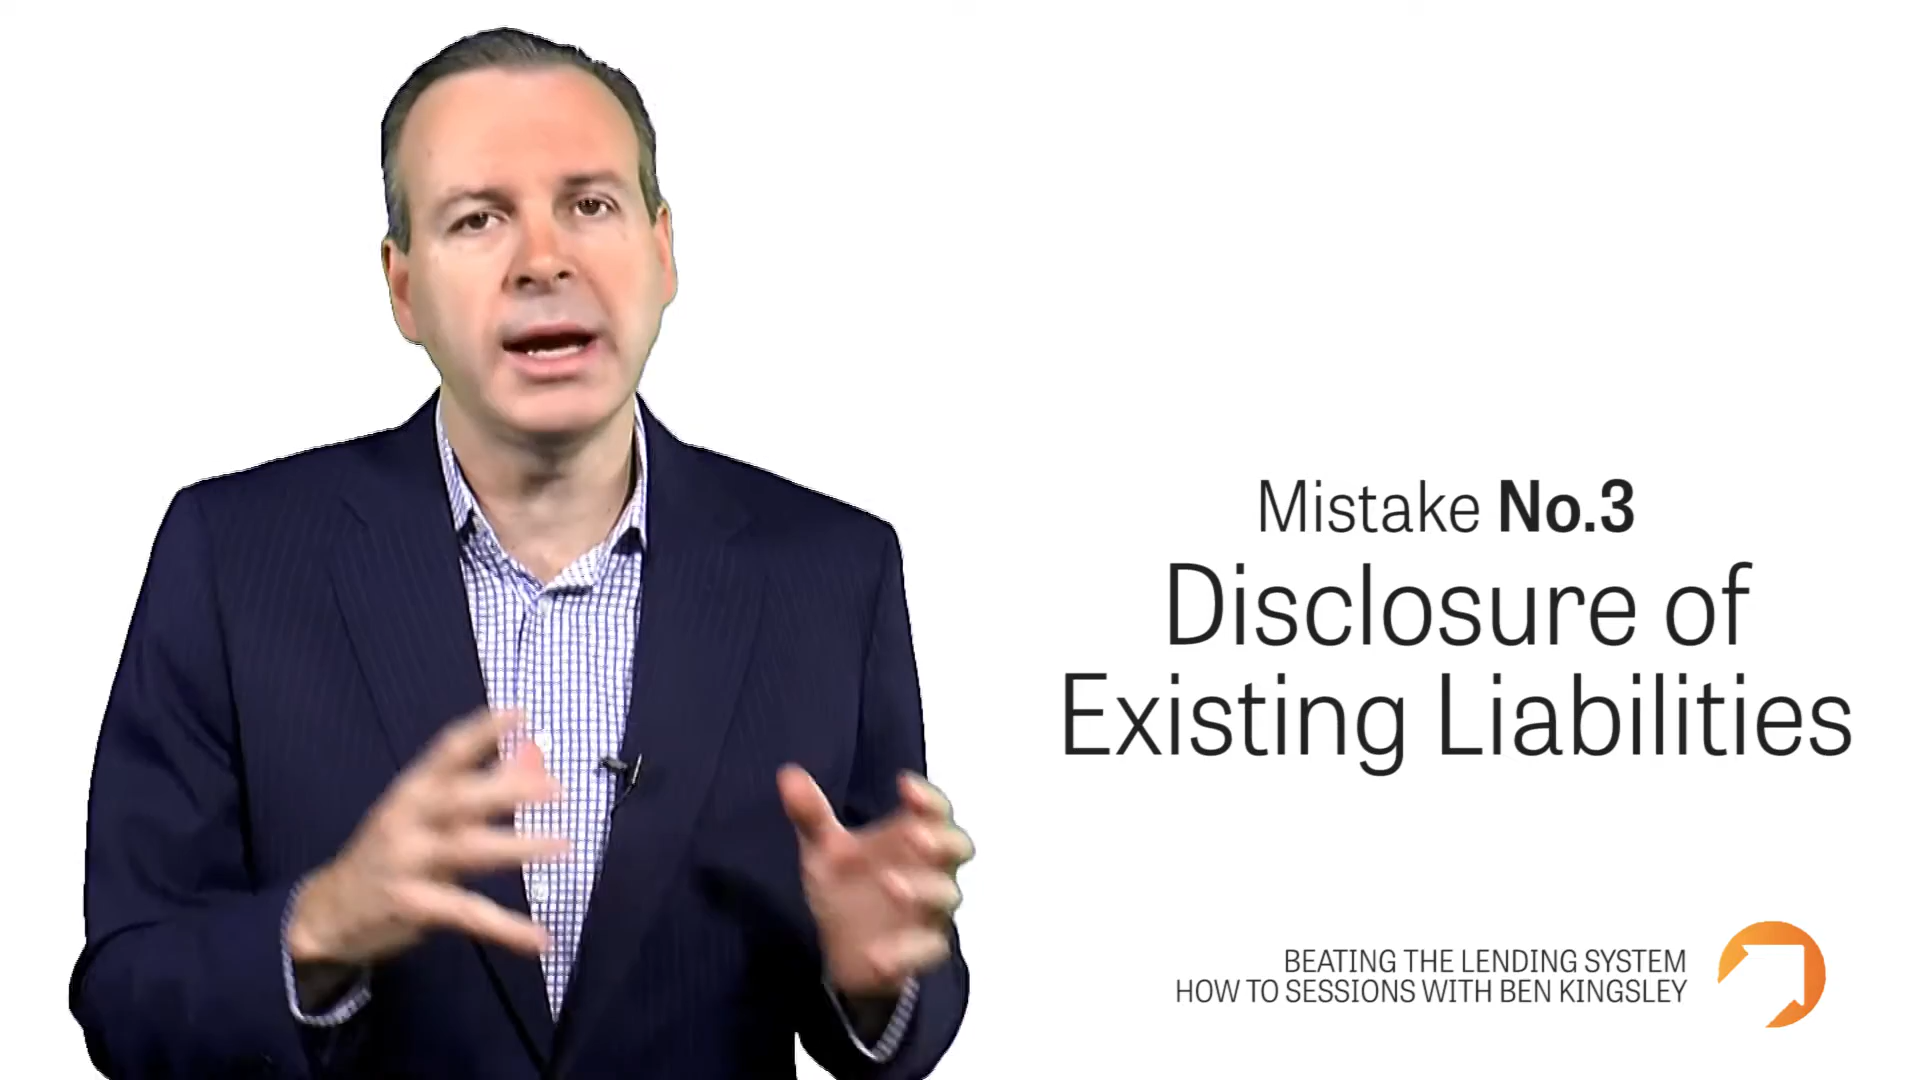 Mistake No.3
Disclosure of
Existing Liabilities
BEATING THE LENDING SYSTEM
HOW TO SESSIONS WITH BEN KINGSLEY